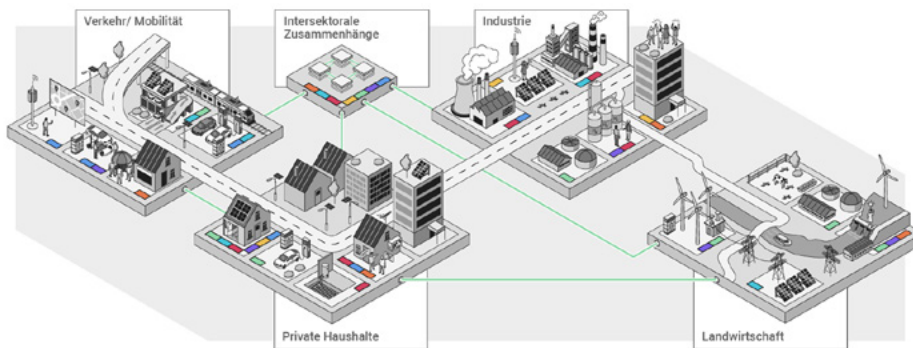 Verkehr/ Mobilität
Intersektorale
Zusammenhänge
Industrie
Private Haushalte
Landwirtschaft